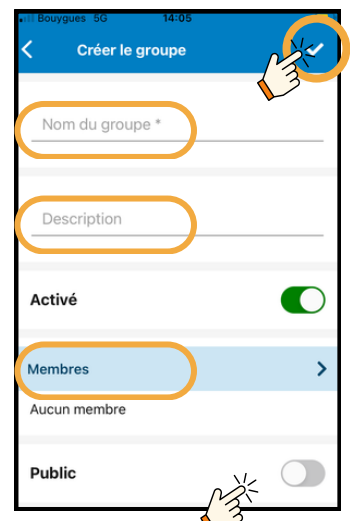 Bouygues 5G 14:05
Créer le groupe
Nom du groupe *
Description
Activé
Membres
Aucun membre
Public